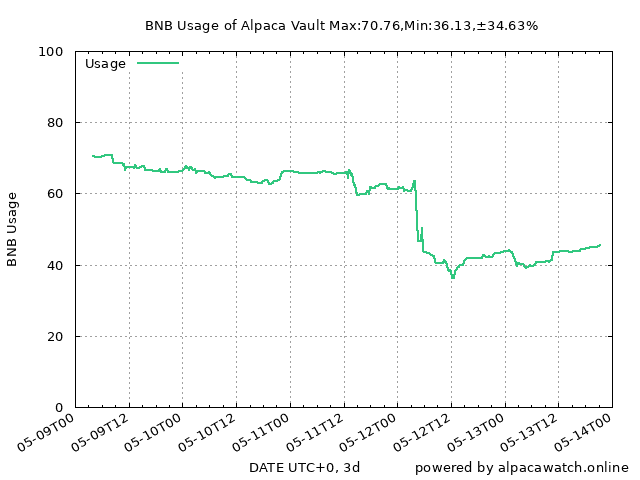 BNB Usage of Alpaca Vault Max:70.76,Min:36.13,±34.63%
Usage
BNB Usage
100
80
60
40
20
0
05-09T00
05-09T12
05-10T00
05-10T12
05-11T00
05-11T12
05-12T00
05-12T12
05-13T00
05-13T12
05-14T00
DATE UTC+0, 3d
powered by alpacawatch.online